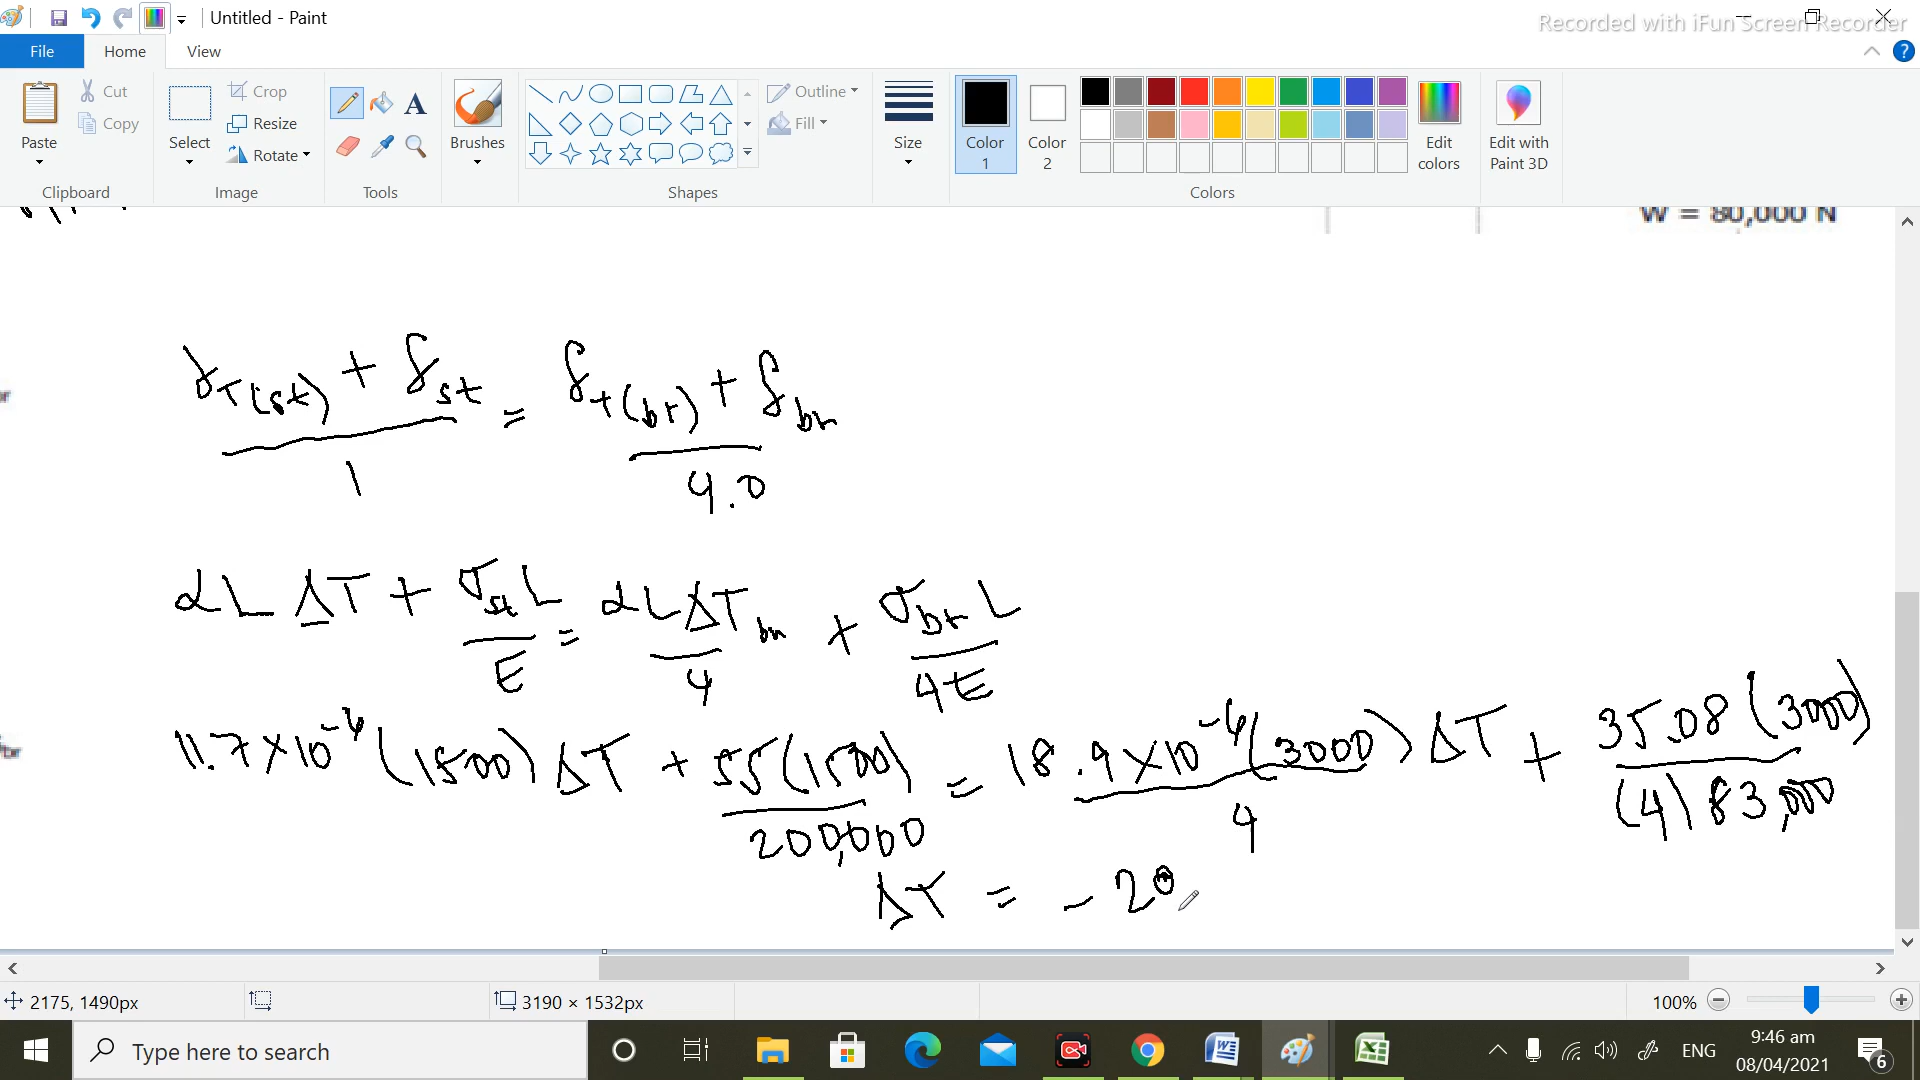 Untitled - Paint
Recorded with iFun Screen Recorder
File Home View
Paste Cut Copy Clipboard
Select Crop Resize Rotate Image
Tools
Brushes
Outline Fill Shapes
Size
Color 1 Color 2 Edit colors Colors
Edit with Paint 3D
W = 80,000 N
δT(st) + δst / 1 = δT(br) + δbr / 4.0
αLΔT + σst L / E = αLΔTbr / 4 + σbr L / 4E
11.7×10⁻⁶(1500)ΔT + 55(1500) / 200,000 = 18.9×10⁻⁶(3000)ΔT / 4 + 35.08(3000) / (4)83,000
ΔT = -20
br
2175, 1490px 3190 × 1532px 100%
Type here to search ENG 9:46 am 08/04/2021 6